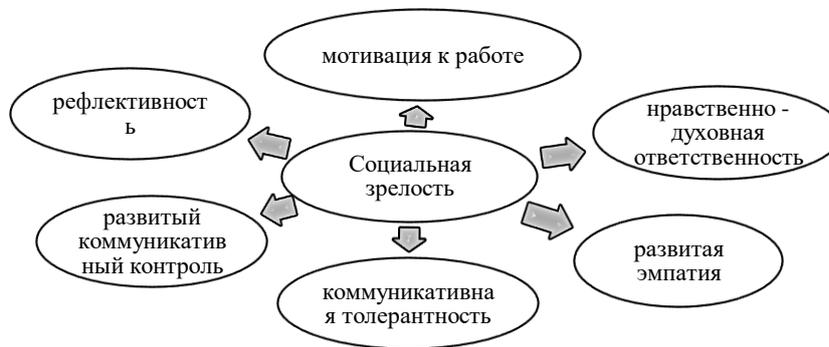 мотивация к работе
рефлективност
ь
нравственно -
духовная
ответственность
Социальная
зрелость
развитый
коммуникатив
ный контроль
развитая
эмпатия
коммуникативна
я толерантность